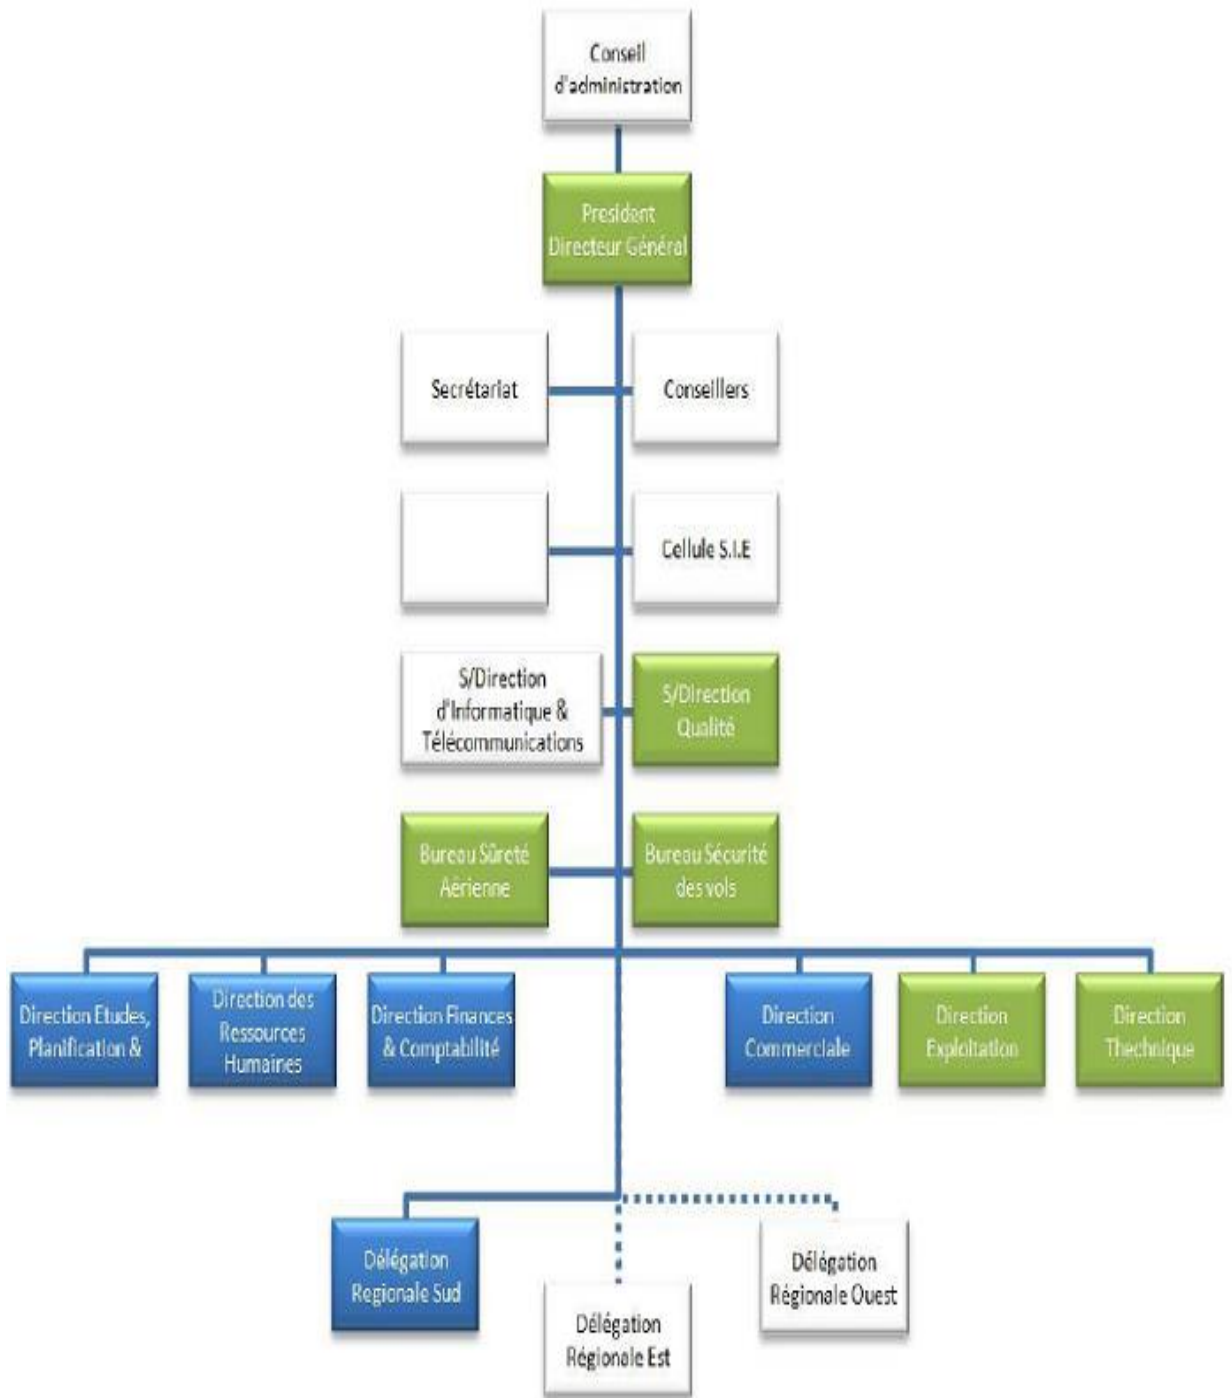 Conseil
d'administration
President
Directeur Général
Secrétariat
Conseillers
Cellule S.I.E
S/Direction
d'Informatique &
Télécommunications
S/Direction
Qualité
Bureau Sûreté
Aérienne
Bureau Sécurité
des vols
Direction Etudes,
Planification &
Direction des
Ressources
Humaines
Direction Finances
& Comptabilité
Direction
Commerciale
Direction
Exploitation
Direction
Thechnique
Délégation
Regionale Sud
Délégation
Régionale Est
Délégation
Régionale Ouest